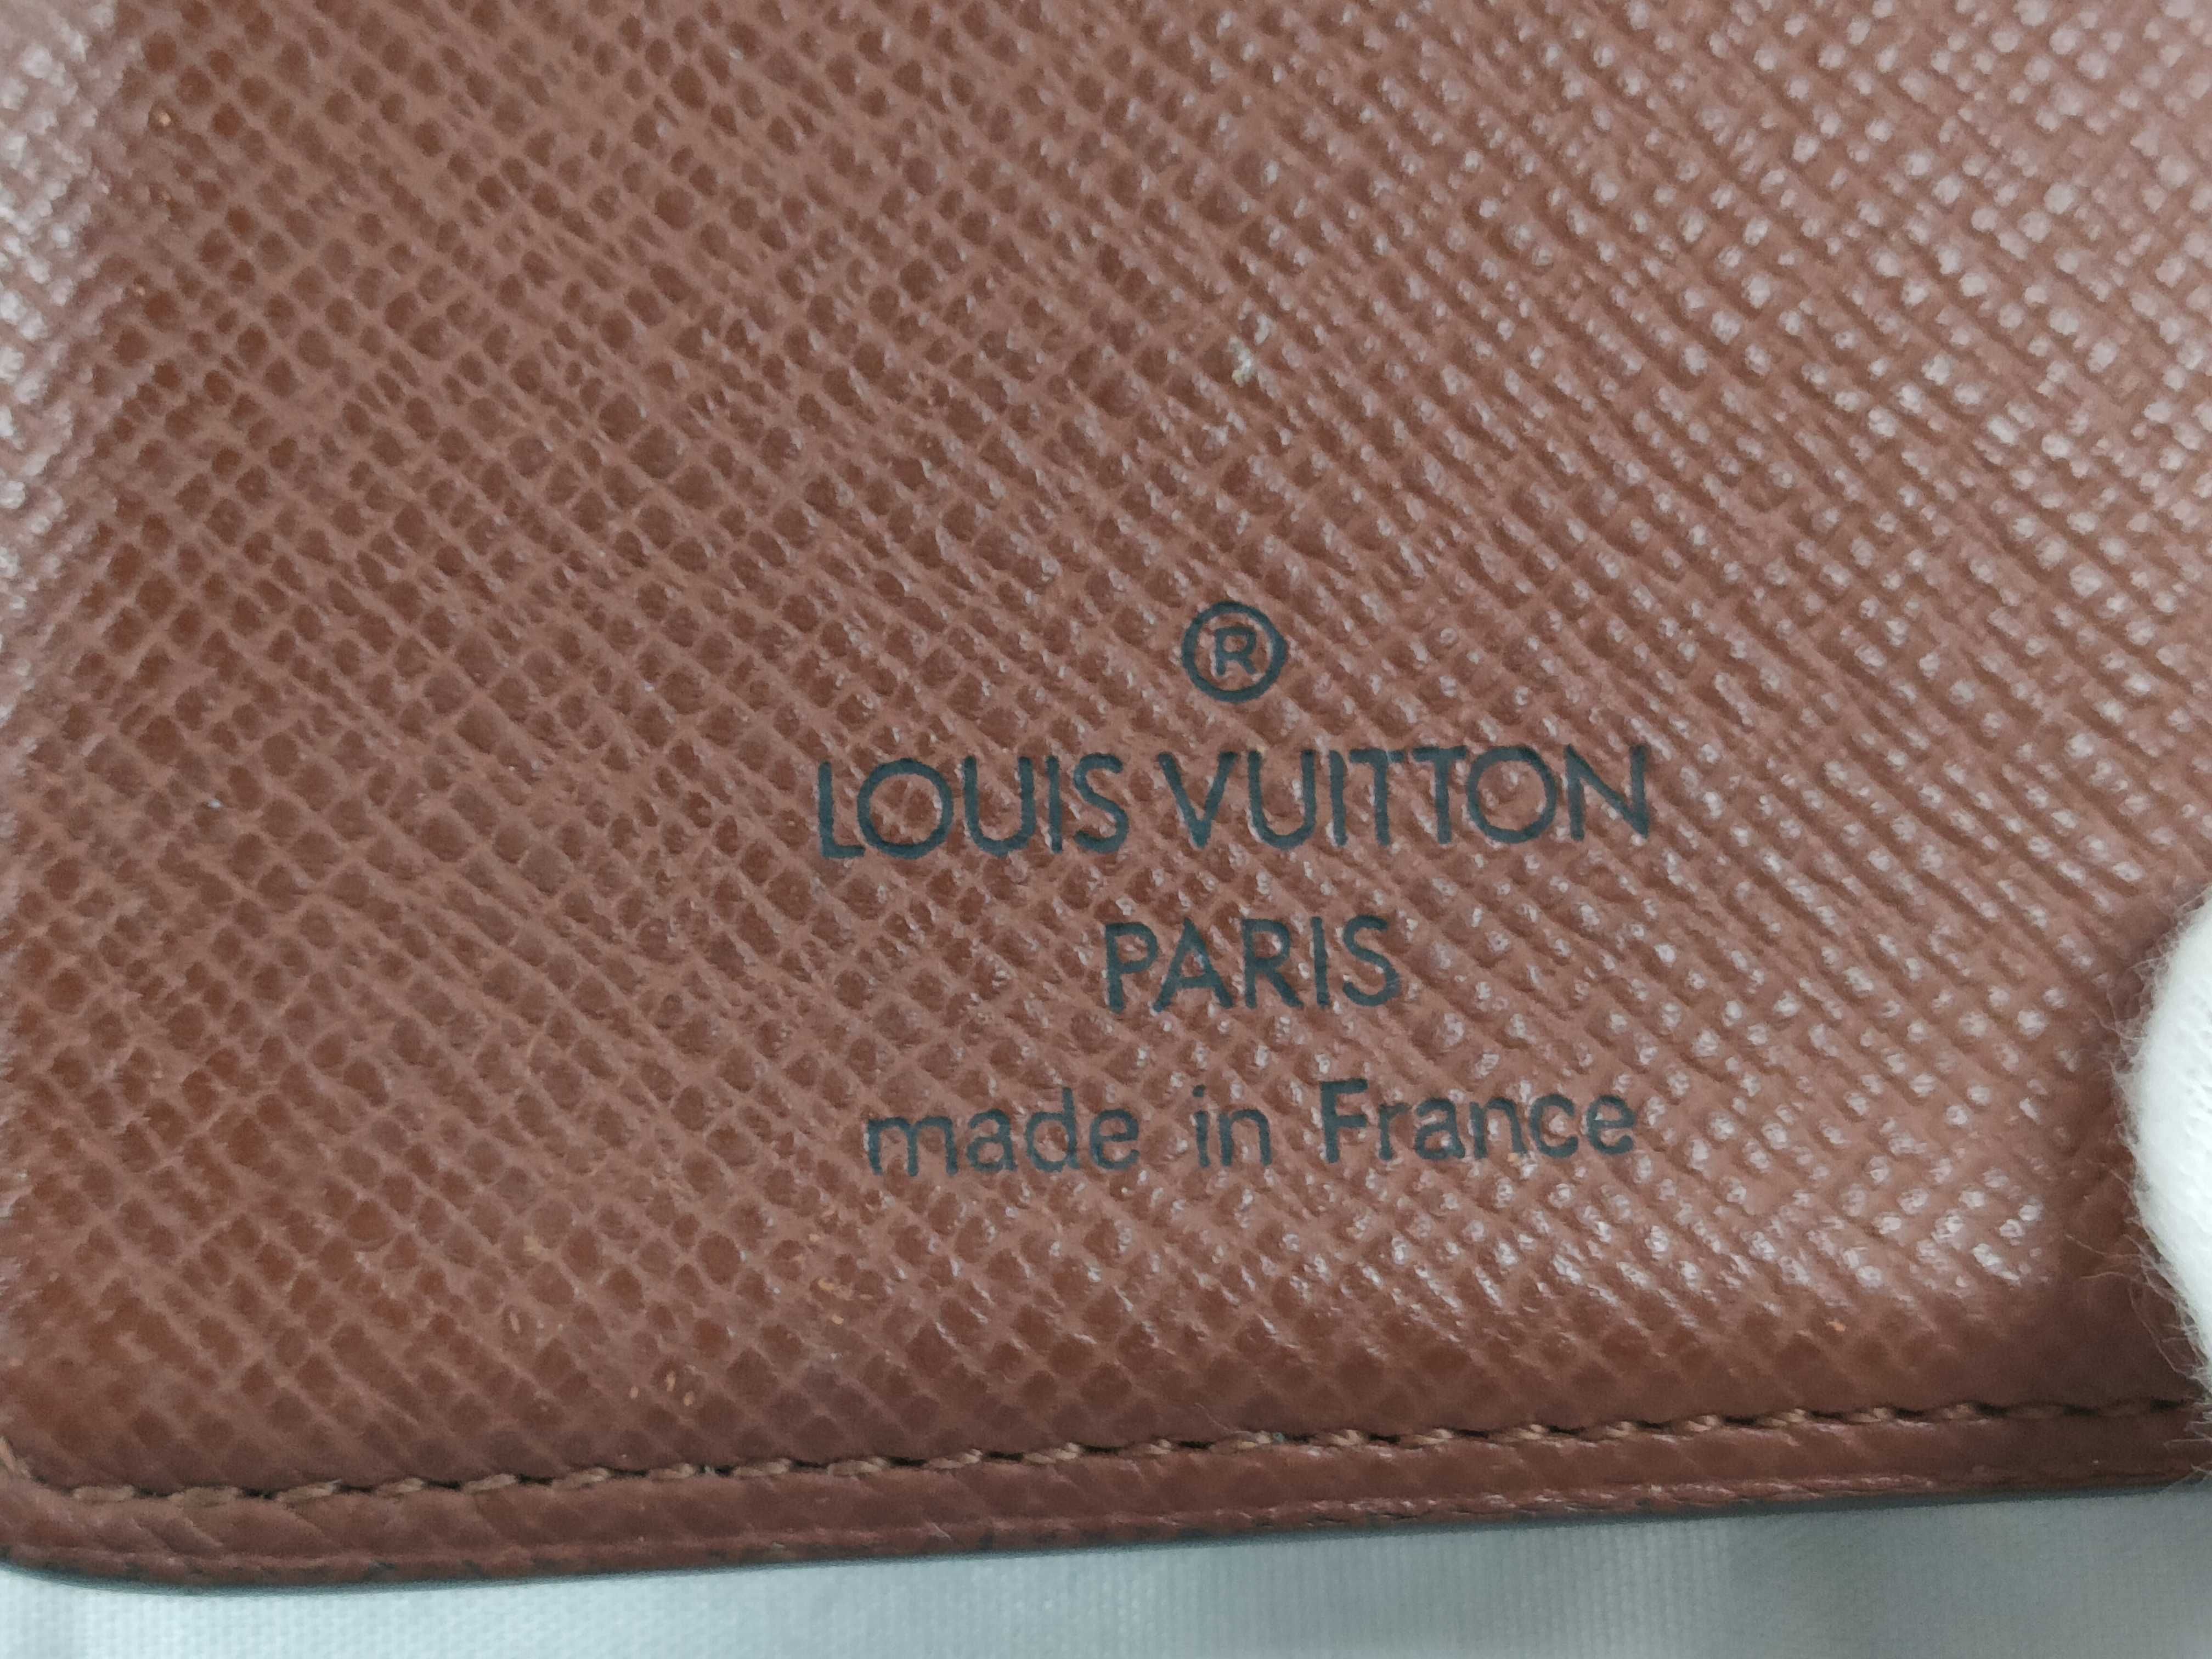 ®
LOUIS VUITTON
PARIS
made in France